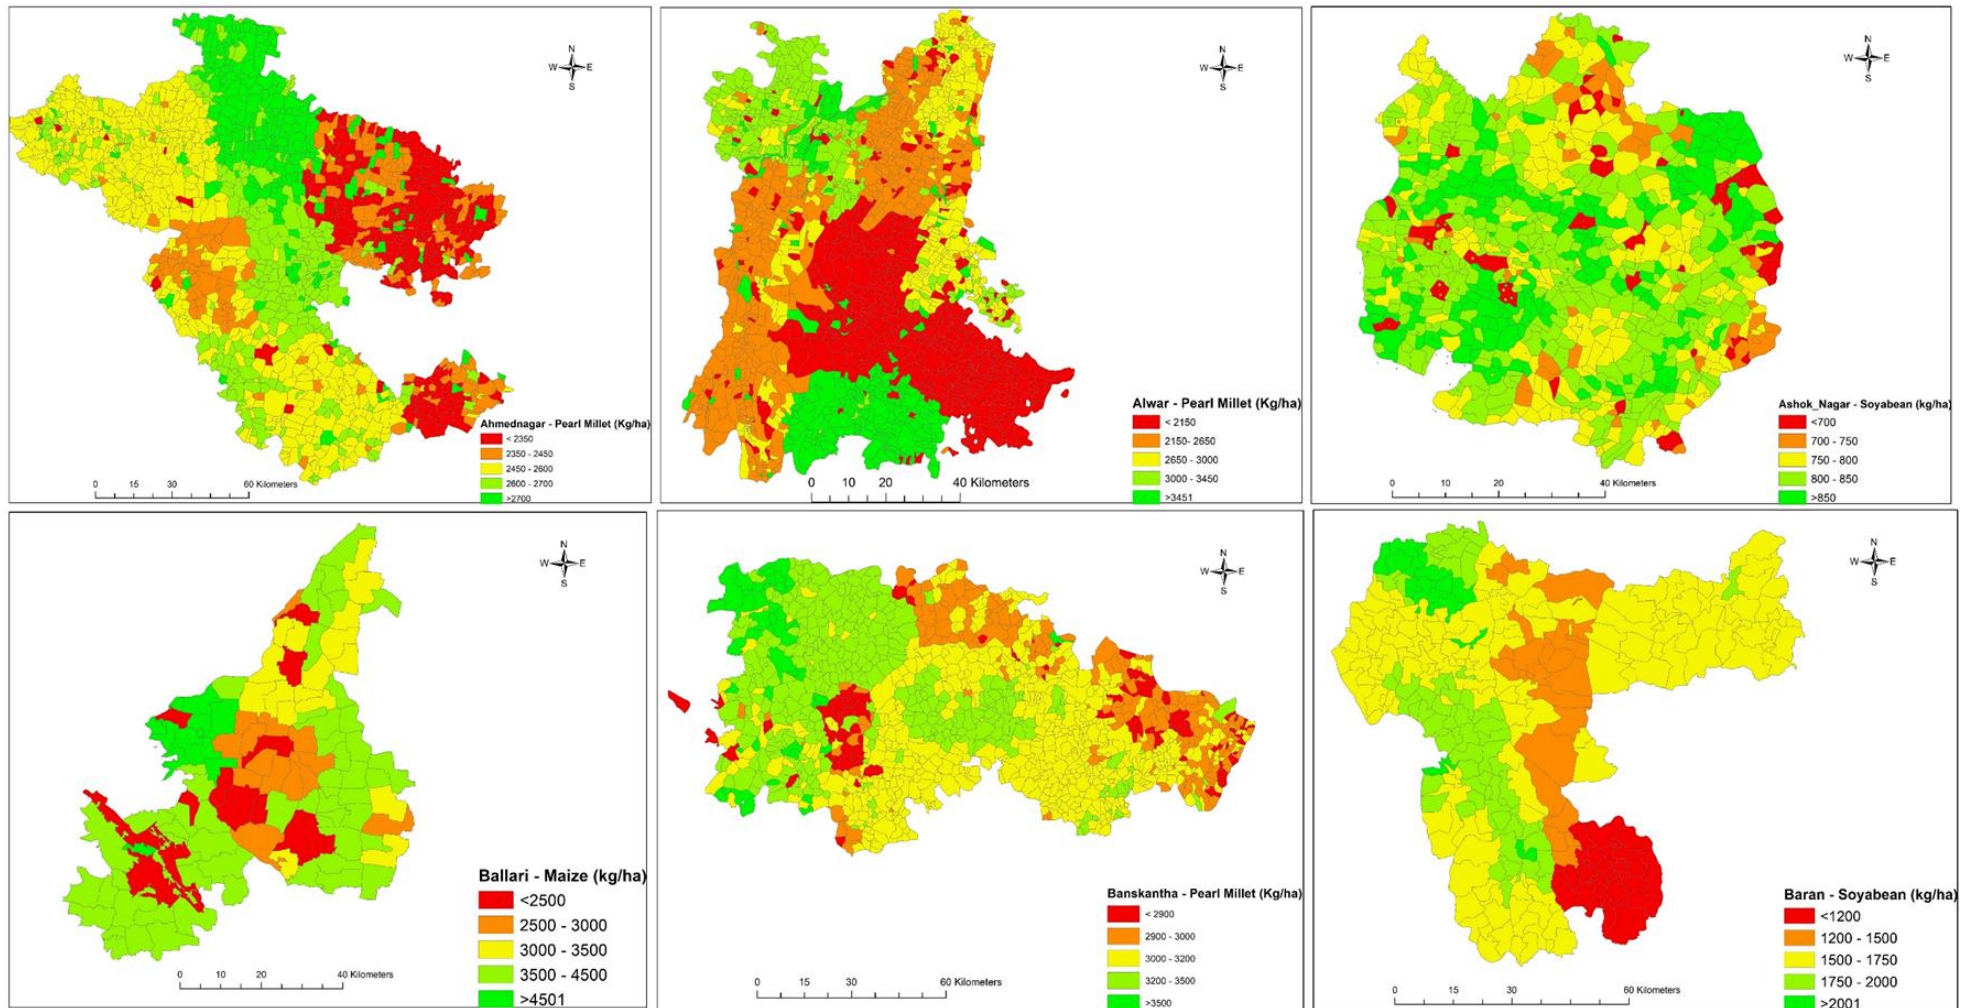 N
W E
S
Ahmednagar - Pearl Millet (Kg/ha)
< 2350
2350 - 2450
2450 - 2600
2600 - 2700
>2700
0 15 30 60 Kilometers
N
W E
S
Alwar - Pearl Millet (Kg/ha)
< 2150
2150- 2650
2650 - 3000
3000 - 3450
>3451
0 10 20 40 Kilometers
N
W E
S
Ashok_Nagar - Soyabean (kg/ha)
<700
700 - 750
750 - 800
800 - 850
>850
0 10 20 40 Kilometers
N
W E
S
Ballari - Maize (kg/ha)
<2500
2500 - 3000
3000 - 3500
3500 - 4500
>4501
0 10 20 40 Kilometers
N
W E
S
Banskantha - Pearl Millet (Kg/ha)
< 2900
2900 - 3000
3000 - 3200
3200 - 3500
>3500
0 15 30 60 Kilometers
N
W E
S
Baran - Soyabean (kg/ha)
<1200
1200 - 1500
1500 - 1750
1750 - 2000
>2001
0 15 30 60 Kilometers